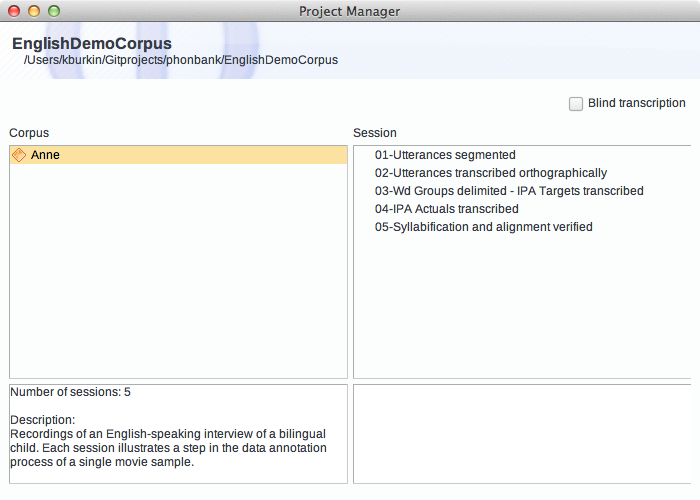 Project Manager
EnglishDemoCorpus
/Users/kburkin/Gitprojects/phonbank/EnglishDemoCorpus
Blind transcription
Corpus
Anne
Session
01-Utterances segmented
02-Utterances transcribed orthographically
03-Wd Groups delimited - IPA Targets transcribed
04-IPA Actuals transcribed
05-Syllabification and alignment verified
Number of sessions: 5
Description:
Recordings of an English-speaking interview of a bilingual
child. Each session illustrates a step in the data annotation
process of a single movie sample.